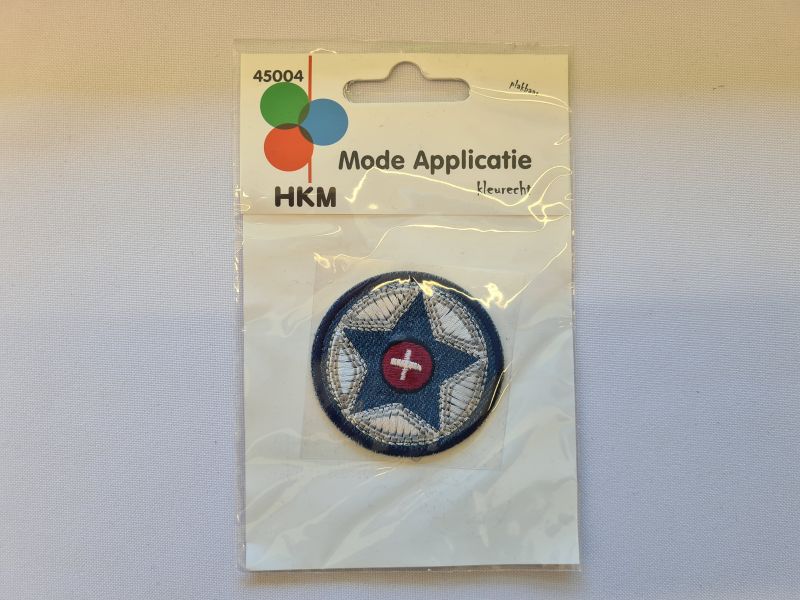 45004
Mode Applicatie
kleurecht
HKM